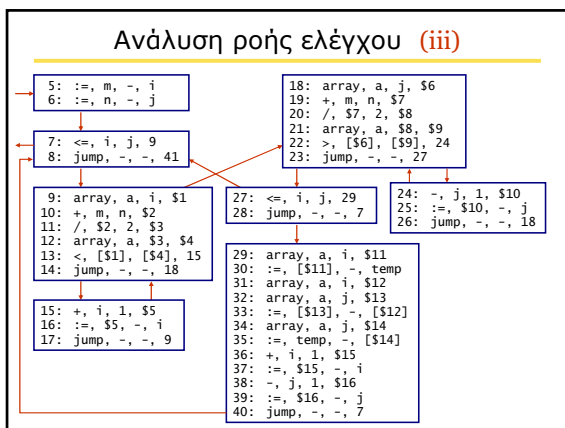 Ανάλυση ροής ελέγχου (iii)
5: :=, m, -, i
6: :=, n, -, j
7: <=, i, j, 9
8: jump, -, -, 41
9: array, a, i, $1
10: +, m, n, $2
11: /, $2, 2, $3
12: array, a, $3, $4
13: <, [$1], [$4], 15
14: jump, -, -, 18
15: +, i, 1, $5
16: :=, $5, -, i
17: jump, -, -, 9
18: array, a, j, $6
19: +, m, n, $7
20: /, $7, 2, $8
21: array, a, $8, $9
22: >, [$6], [$9], 24
23: jump, -, -, 27
27: <=, i, j, 29
28: jump, -, -, 7
24: -, j, 1, $10
25: :=, $10, -, j
26: jump, -, -, 18
29: array, a, i, $11
30: :=, [$11], -, temp
31: array, a, i, $12
32: array, a, j, $13
33: :=, [$13], -, [$12]
34: array, a, j, $14
35: :=, temp, -, [$14]
36: +, i, 1, $15
37: :=, $15, -, i
38: -, j, 1, $16
39: :=, $16, -, j
40: jump, -, -, 7